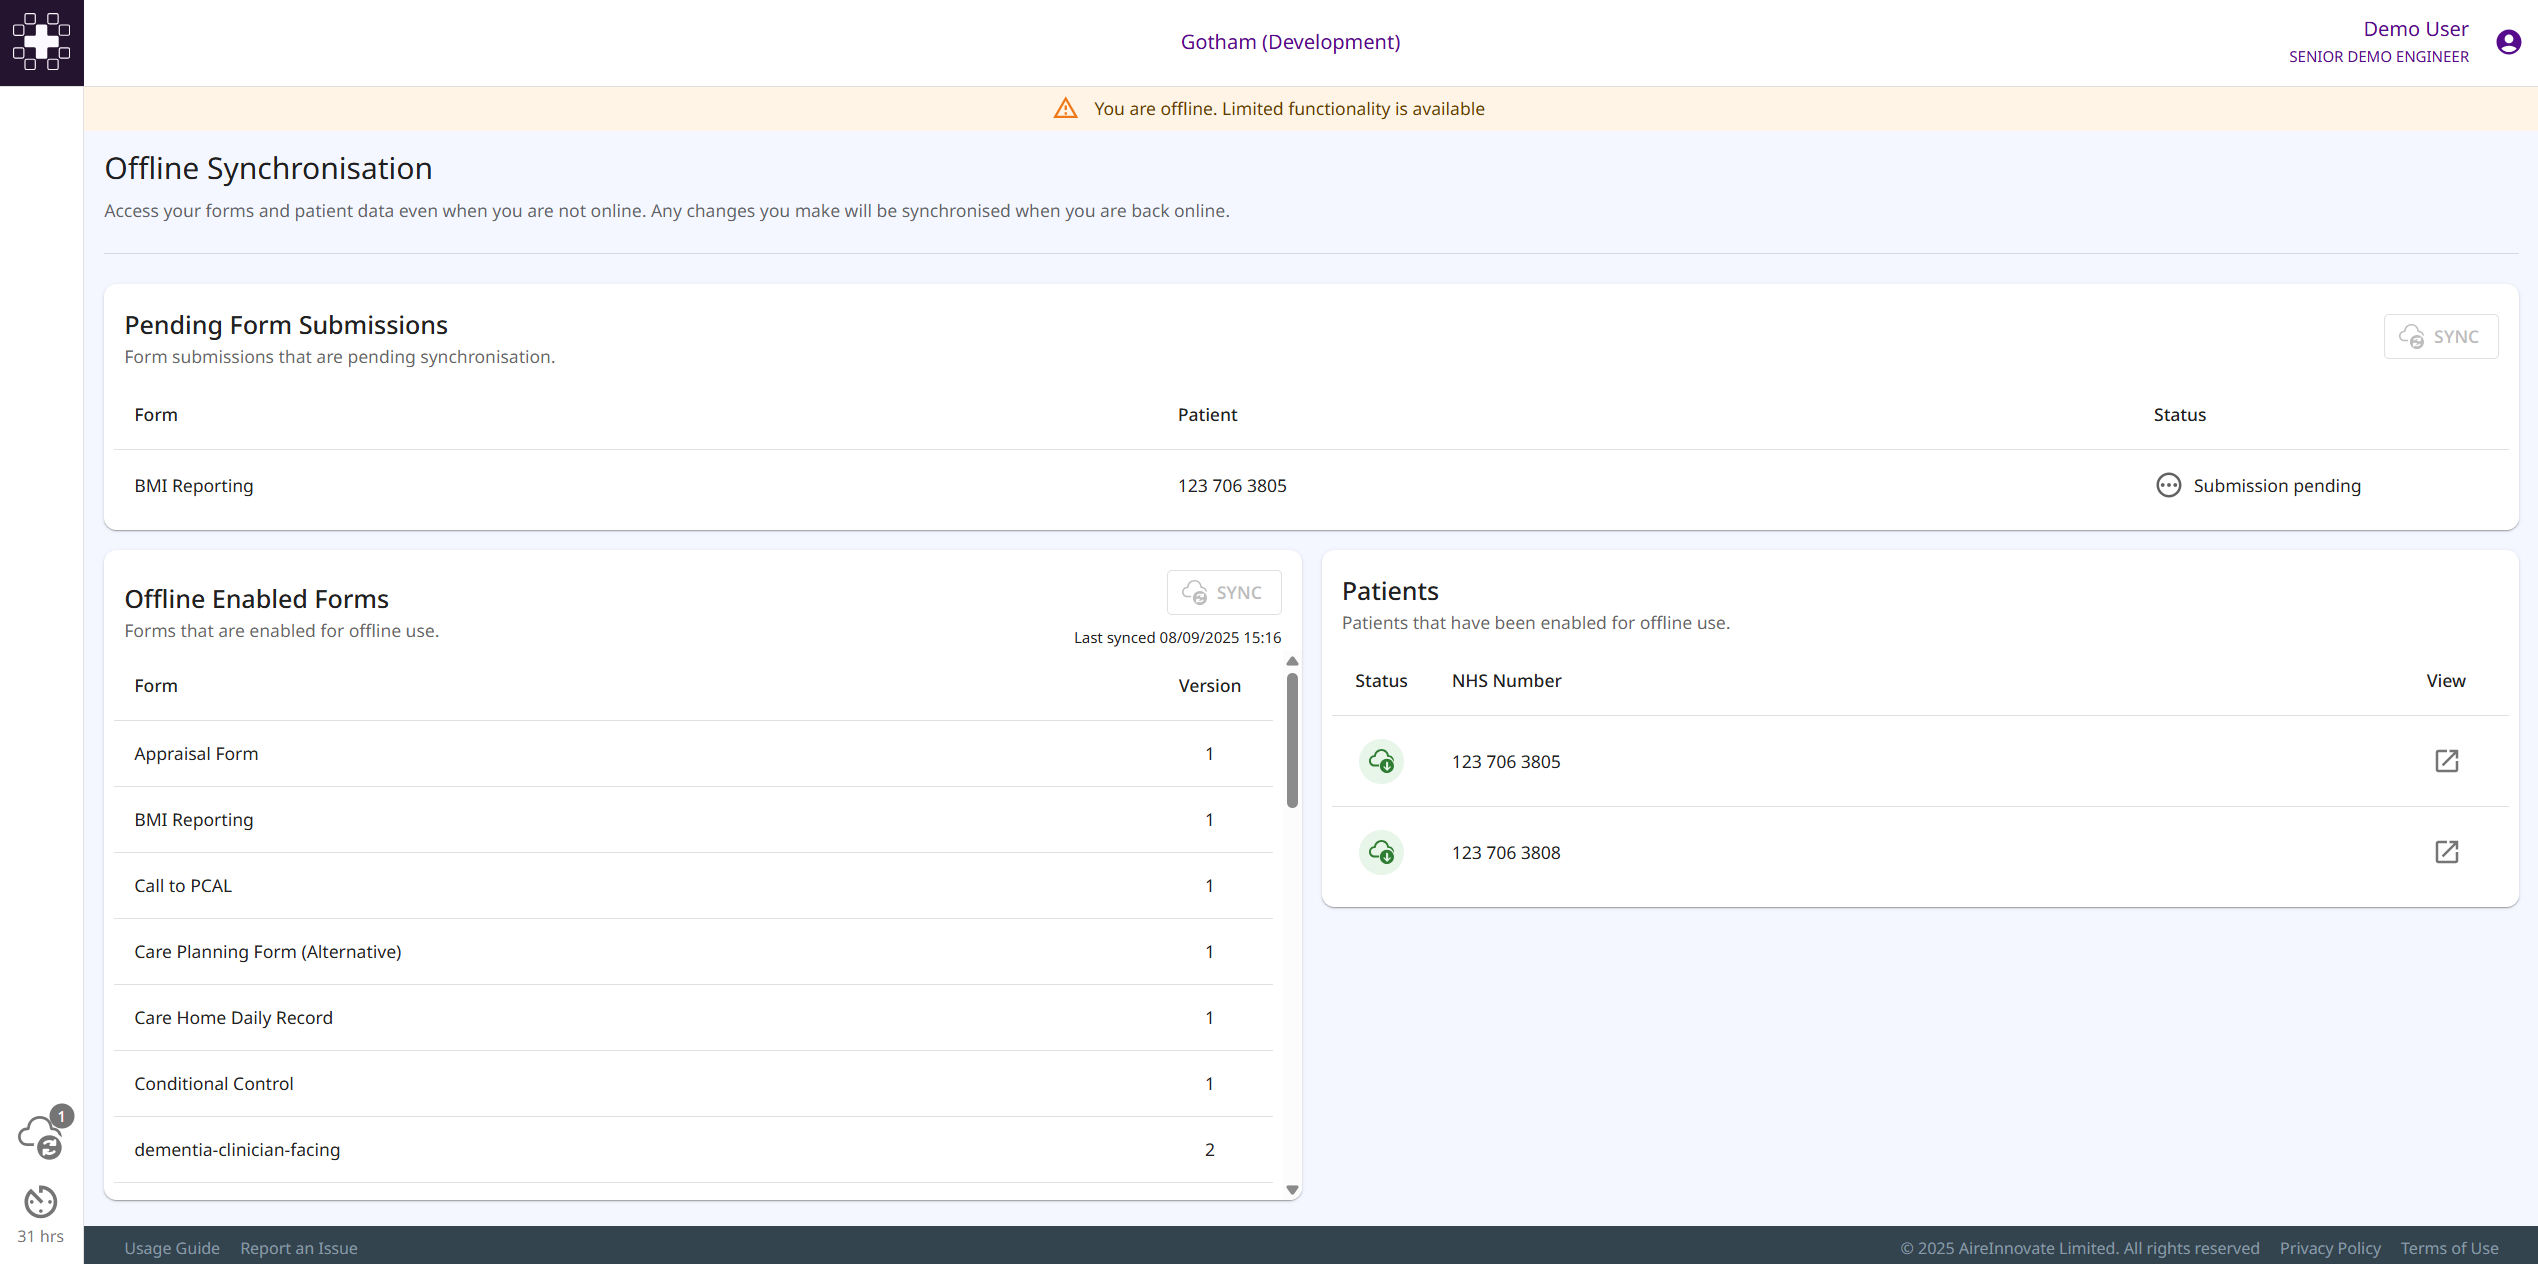 Gotham (Development)
Demo User
SENIOR DEMO ENGINEER
You are offline. Limited functionality is available
Offline Synchronisation
Access your forms and patient data even when you are not online. Any changes you make will be synchronised when you are back online.
Pending Form Submissions
Form submissions that are pending synchronisation.
SYNC
Form Patient Status
BMI Reporting 123 706 3805 Submission pending
Offline Enabled Forms
Forms that are enabled for offline use.
SYNC
Last synced 08/09/2025 15:16
Form Version
Appraisal Form 1
BMI Reporting 1
Call to PCAL 1
Care Planning Form (Alternative) 1
Care Home Daily Record 1
Conditional Control 1
dementia-clinician-facing 2
Patients
Patients that have been enabled for offline use.
Status NHS Number View
123 706 3805
123 706 3808
1
31 hrs
Usage Guide Report an Issue
© 2025 AireInnovate Limited. All rights reserved Privacy Policy Terms of Use